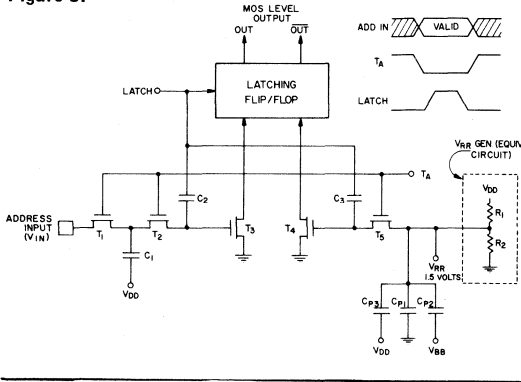 Figure 3.
MOS LEVEL
OUTPUT
OUT OUT
ADD IN VALID
TA
LATCH
LATCH
LATCHING
FLIP/FLOP
VRR GEN (EQUIV
CIRCUIT)
TA
VDD
R1
R2
C2
C3
ADDRESS
INPUT
(VIN)
T1
T2
T3
T4
T5
C1
VDD
VRR
1.5 VOLTS
CP3
CP1
CP2
VDD
VBB